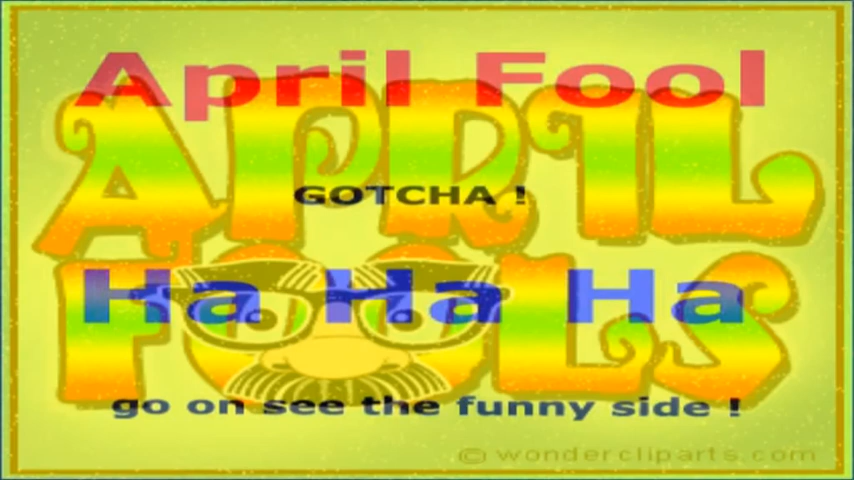 April Fool
APRIL
GOTCHA !
FOOLS
Ha Ha Ha
go on see the funny side !
© wondercliparts.com